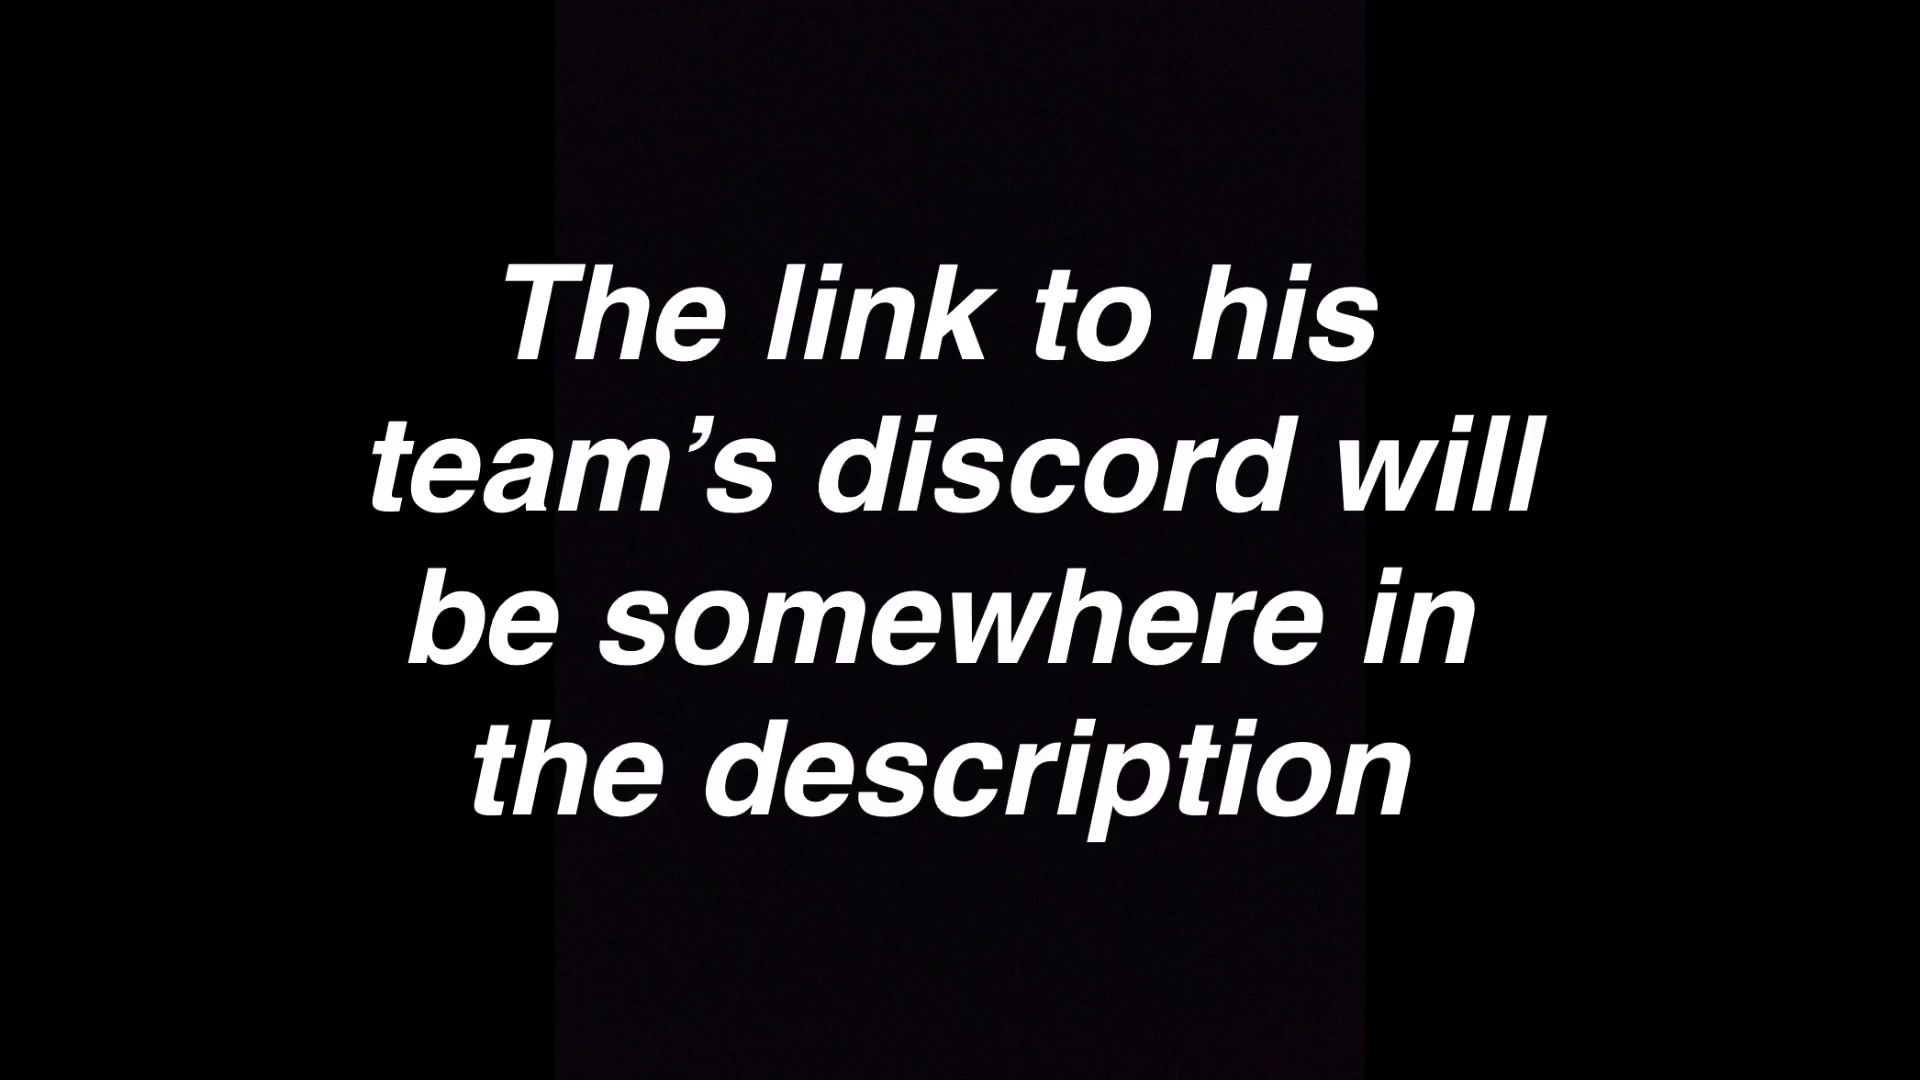 The link to his
team’s discord will
be somewhere in
the description